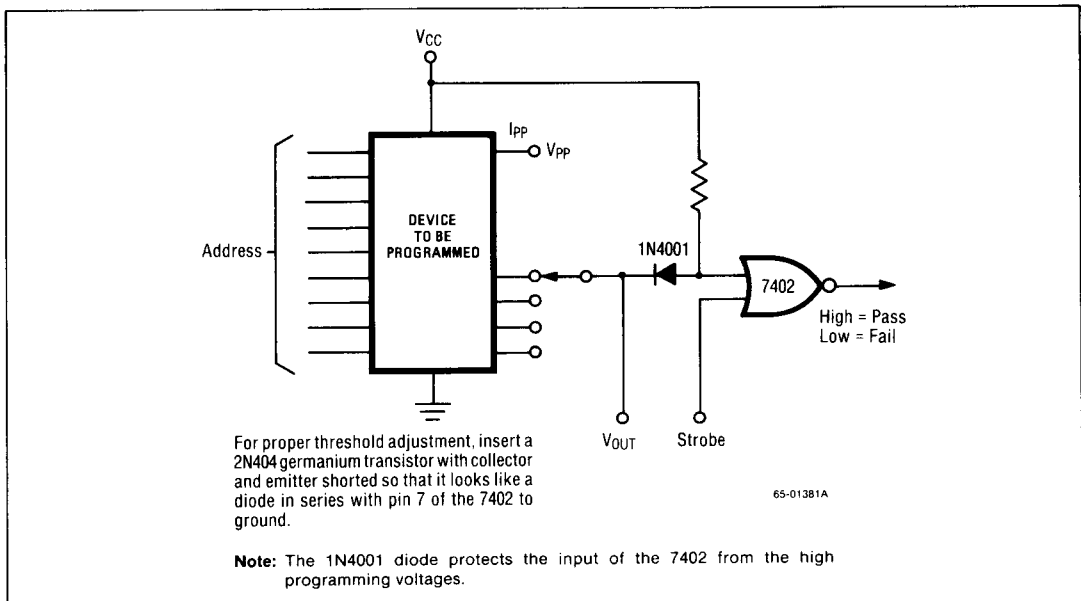 VCC
IPP
VPP
Address
DEVICE
TO BE
PROGRAMMED
1N4001
7402
High = Pass
Low = Fail
VOUT
Strobe
For proper threshold adjustment, insert a
2N404 germanium transistor with collector
and emitter shorted so that it looks like a
diode in series with pin 7 of the 7402 to
ground.
65-01381A
Note: The 1N4001 diode protects the input of the 7402 from the high
programming voltages.